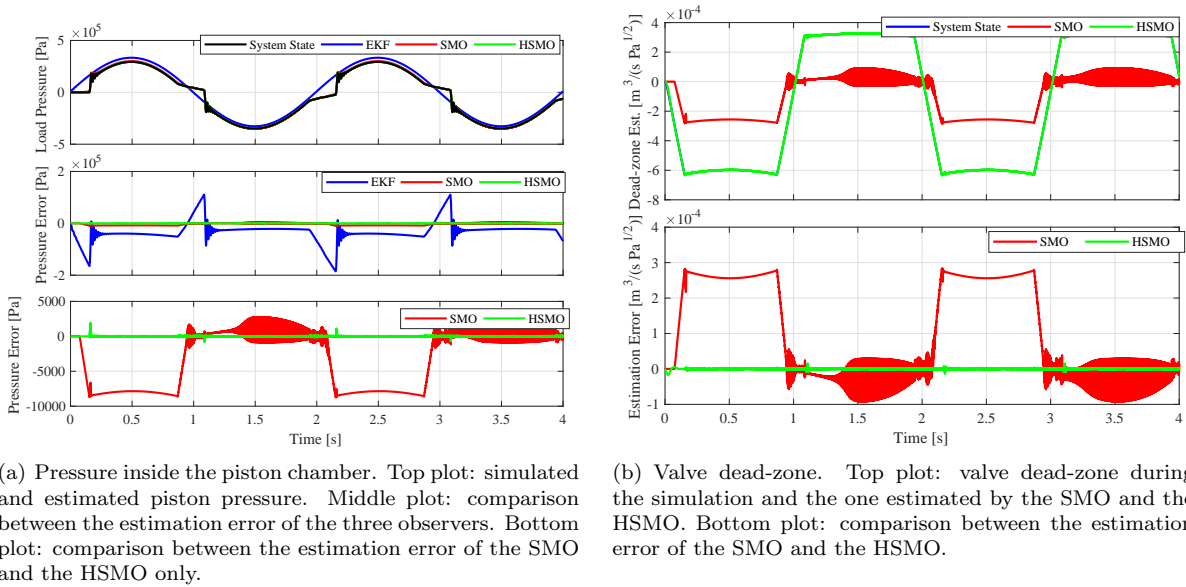 ×10^5
System State EKF SMO HSMO
Load Pressure [Pa]
5
0
-5
×10^5
EKF SMO HSMO
Pressure Error [Pa]
2
0
-2
SMO HSMO
Pressure Error [Pa]
5000
0
-5000
-10000
0 0.5 1 1.5 2 2.5 3 3.5 4
Time [s]
(a) Pressure inside the piston chamber. Top plot: simulated
and estimated piston pressure. Middle plot: comparison
between the estimation error of the three observers. Bottom
plot: comparison between the estimation error of the SMO
and the HSMO only.
×10^-4
System State SMO HSMO
Dead-zone Est. [m^3/(s Pa^1/2)]
4
2
0
-2
-4
-6
-8
×10^-4
SMO HSMO
Estimation Error [m^3/(s Pa^1/2)]
4
3
2
1
0
-1
0 0.5 1 1.5 2 2.5 3 3.5 4
Time [s]
(b) Valve dead-zone. Top plot: valve dead-zone during
the simulation and the one estimated by the SMO and the
HSMO. Bottom plot: comparison between the estimation
error of the SMO and the HSMO.